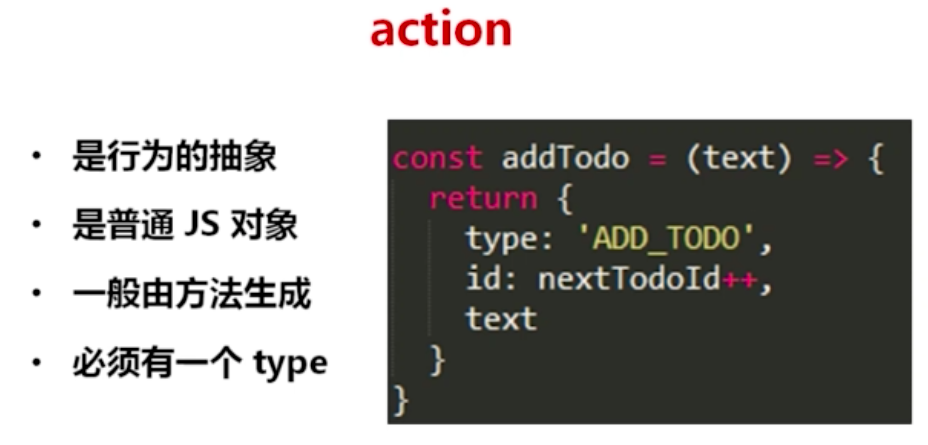 action
• 是行为的抽象
• 是普通 JS 对象
• 一般由方法生成
• 必须有一个 type
const addTodo = (text) => {
  return {
    type: 'ADD_TODO',
    id: nextTodoId++,
    text
  }
}